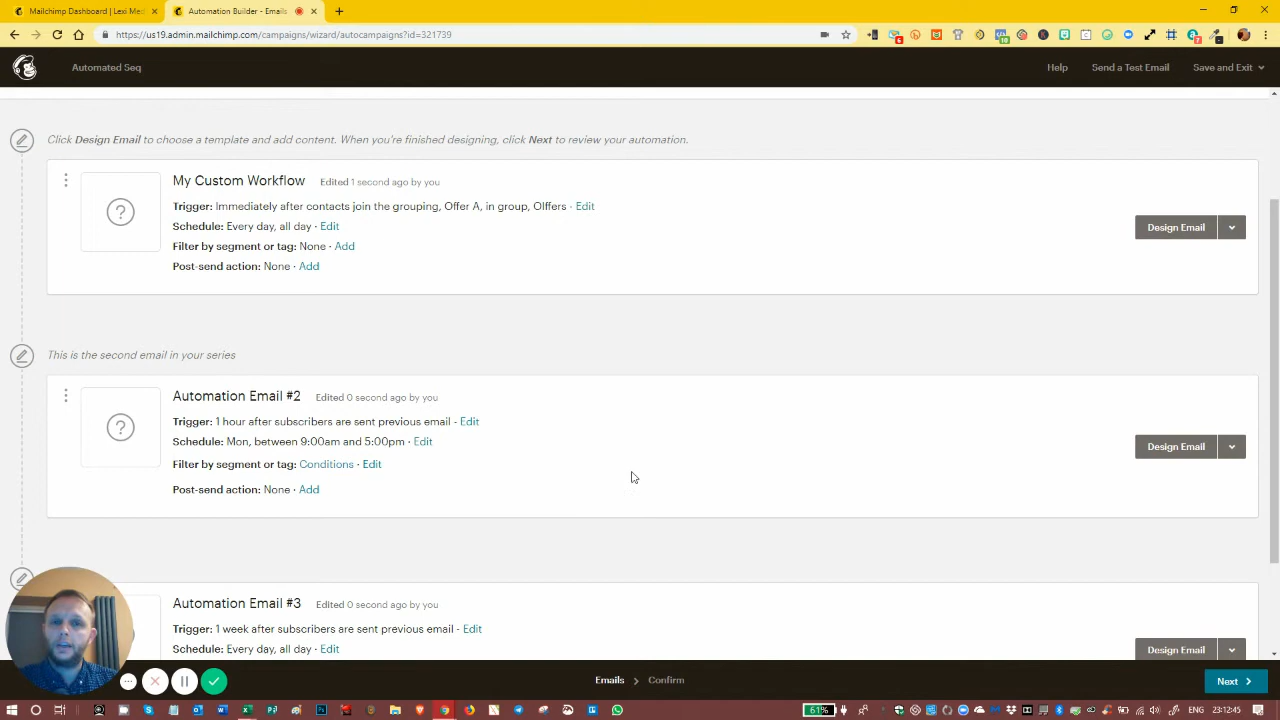 Mailchimp Dashboard | Lexi Med
Automation Builder - Emails
https://us19.admin.mailchimp.com/campaigns/wizard/autocampaigns?id=321739
Automated Seq
Help
Send a Test Email
Save and Exit
Click Design Email to choose a template and add content. When you're finished designing, click Next to review your automation.
My Custom Workflow Edited 1 second ago by you
Trigger: Immediately after contacts join the grouping, Offer A, in group, Olffers - Edit
Schedule: Every day, all day · Edit
Filter by segment or tag: None · Add
Post-send action: None · Add
Design Email
This is the second email in your series
Automation Email #2 Edited 0 second ago by you
Trigger: 1 hour after subscribers are sent previous email - Edit
Schedule: Mon, between 9:00am and 5:00pm · Edit
Filter by segment or tag: Conditions · Edit
Post-send action: None · Add
Design Email
Automation Email #3 Edited 0 second ago by you
Trigger: 1 week after subscribers are sent previous email - Edit
Schedule: Every day, all day · Edit
Design Email
Emails > Confirm
Next
61%
ENG
23:12:45